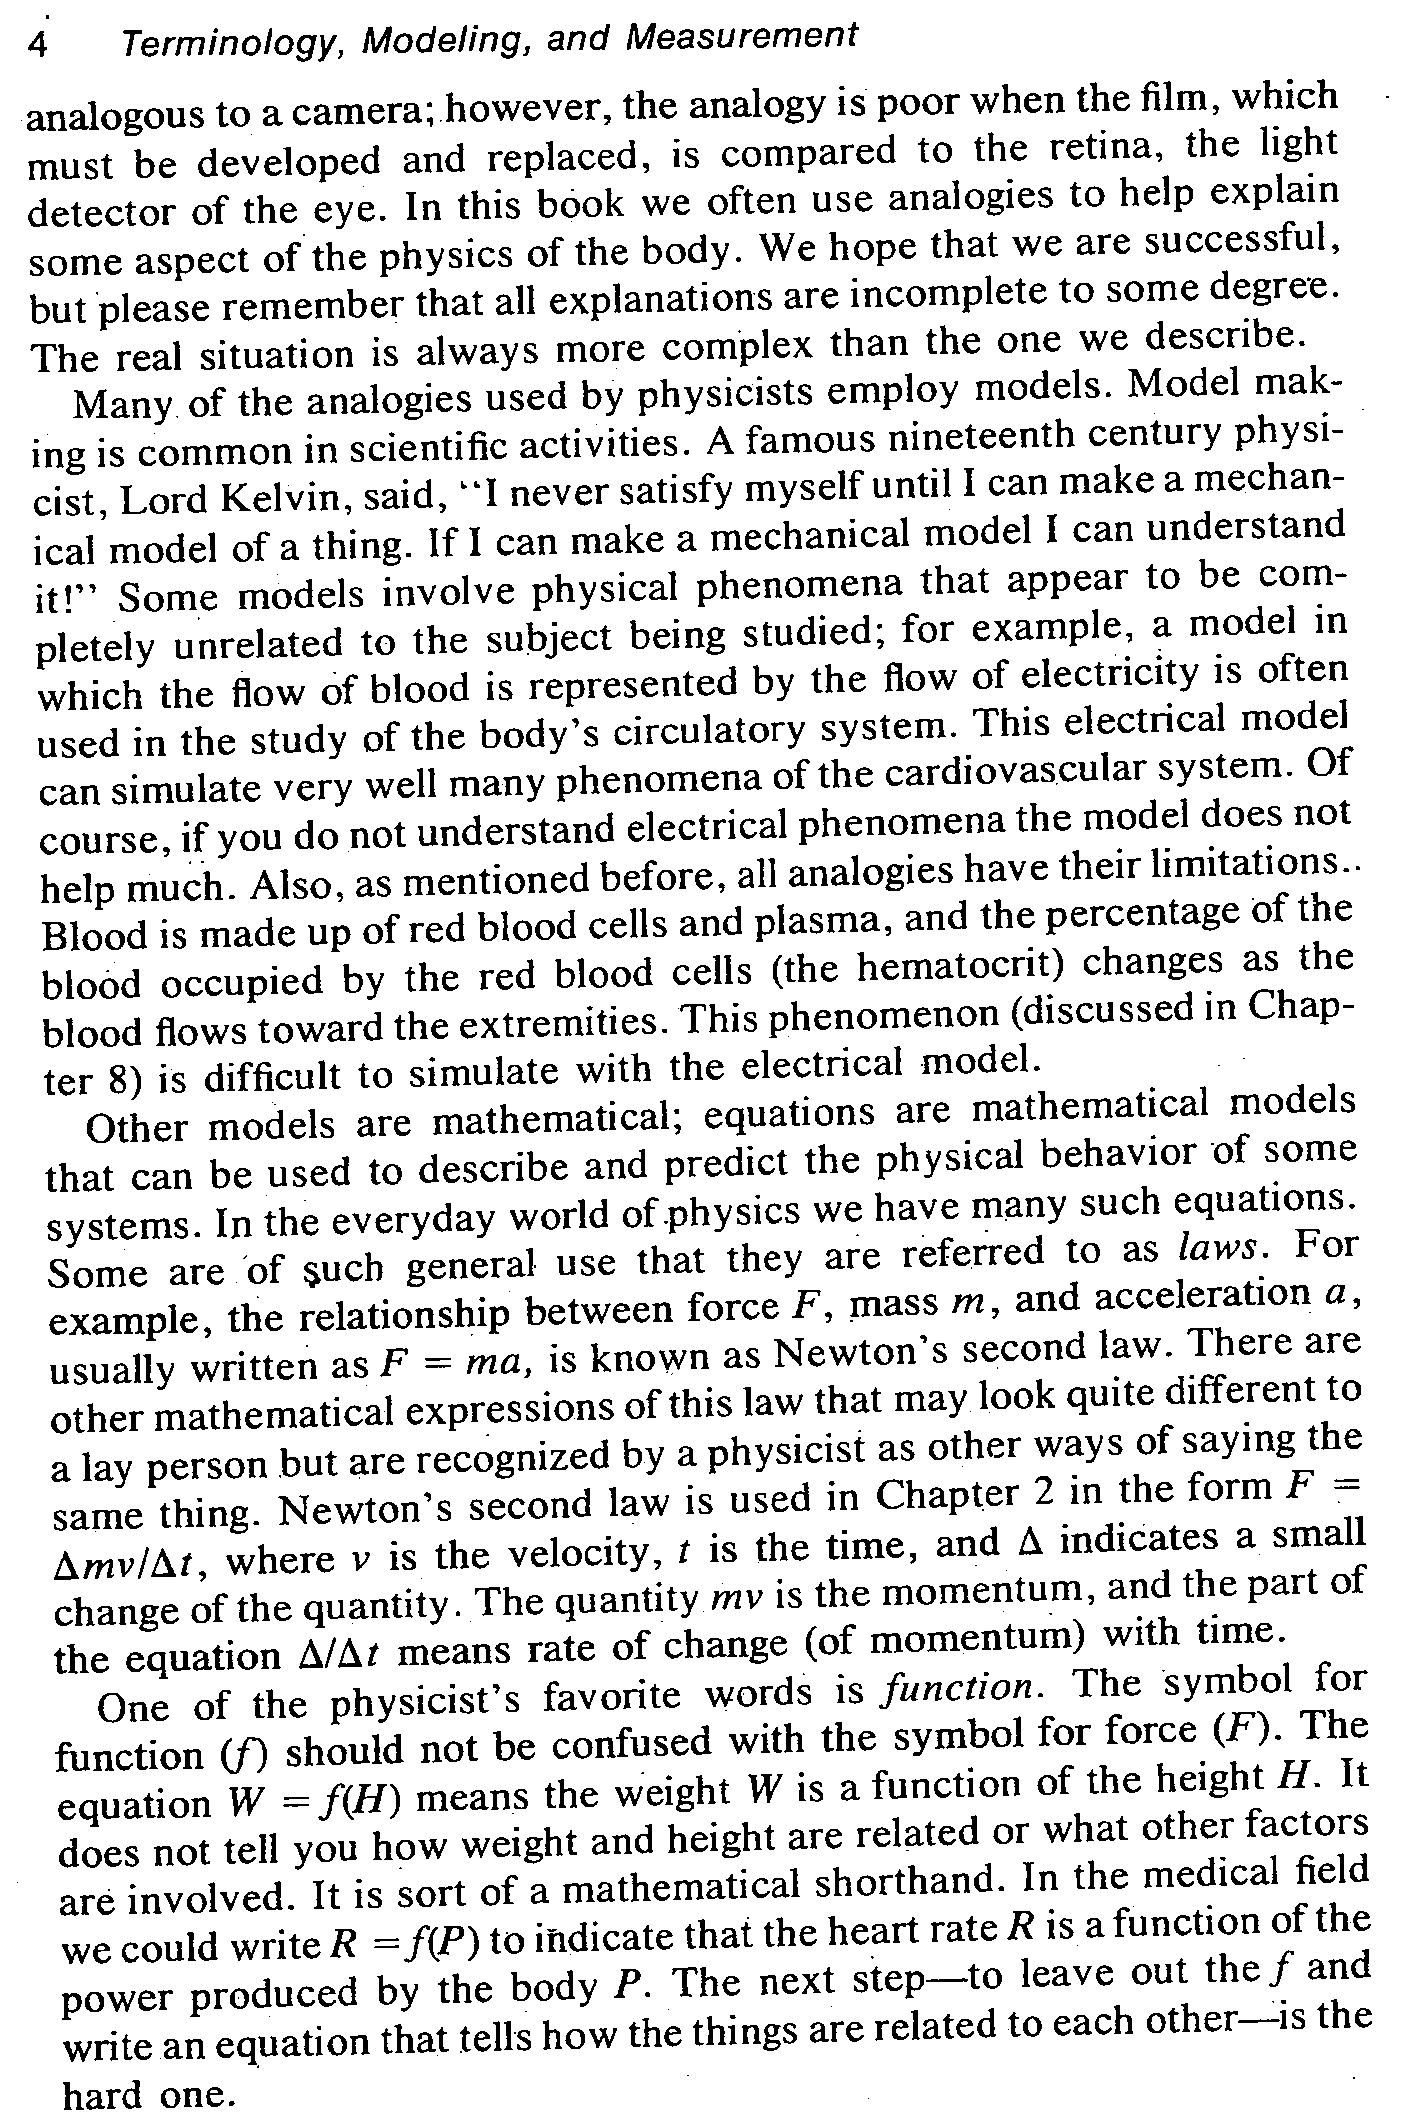 4 Terminology, Modeling, and Measurement
analogous to a camera; however, the analogy is poor when the film, which
must be developed and replaced, is compared to the retina, the light
detector of the eye. In this book we often use analogies to help explain
some aspect of the physics of the body. We hope that we are successful,
but please remember that all explanations are incomplete to some degree.
The real situation is always more complex than the one we describe.
Many of the analogies used by physicists employ models. Model mak-
ing is common in scientific activities. A famous nineteenth century physi-
cist, Lord Kelvin, said, “I never satisfy myself until I can make a mechan-
ical model of a thing. If I can make a mechanical model I can understand
it!” Some models involve physical phenomena that appear to be com-
pletely unrelated to the subject being studied; for example, a model in
which the flow of blood is represented by the flow of electricity is often
used in the study of the body’s circulatory system. This electrical model
can simulate very well many phenomena of the cardiovascular system. Of
course, if you do not understand electrical phenomena the model does not
help much. Also, as mentioned before, all analogies have their limitations..
Blood is made up of red blood cells and plasma, and the percentage of the
blood occupied by the red blood cells (the hematocrit) changes as the
blood flows toward the extremities. This phenomenon (discussed in Chap-
ter 8) is difficult to simulate with the electrical model.
Other models are mathematical; equations are mathematical models
that can be used to describe and predict the physical behavior of some
systems. In the everyday world of physics we have many such equations.
Some are of such general use that they are referred to as laws. For
example, the relationship between force F, mass m, and acceleration a,
usually written as F = ma, is known as Newton’s second law. There are
other mathematical expressions of this law that may look quite different to
a lay person but are recognized by a physicist as other ways of saying the
same thing. Newton’s second law is used in Chapter 2 in the form F =
Δmv/Δt, where v is the velocity, t is the time, and Δ indicates a small
change of the quantity. The quantity mv is the momentum, and the part of
the equation Δ/Δt means rate of change (of momentum) with time.
One of the physicist’s favorite words is function. The symbol for
function (f) should not be confused with the symbol for force (F). The
equation W = f(H) means the weight W is a function of the height H. It
does not tell you how weight and height are related or what other factors
are involved. It is sort of a mathematical shorthand. In the medical field
we could write R = f(P) to indicate that the heart rate R is a function of the
power produced by the body P. The next step—to leave out the f and
write an equation that tells how the things are related to each other—is the
hard one.